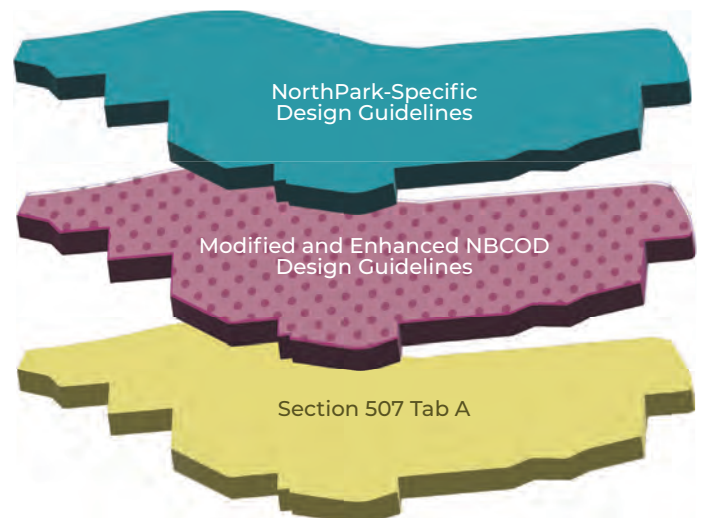 NorthPark-Specific
Design Guidelines
Modified and Enhanced NBCOD
Design Guidelines
Section 507 Tab A